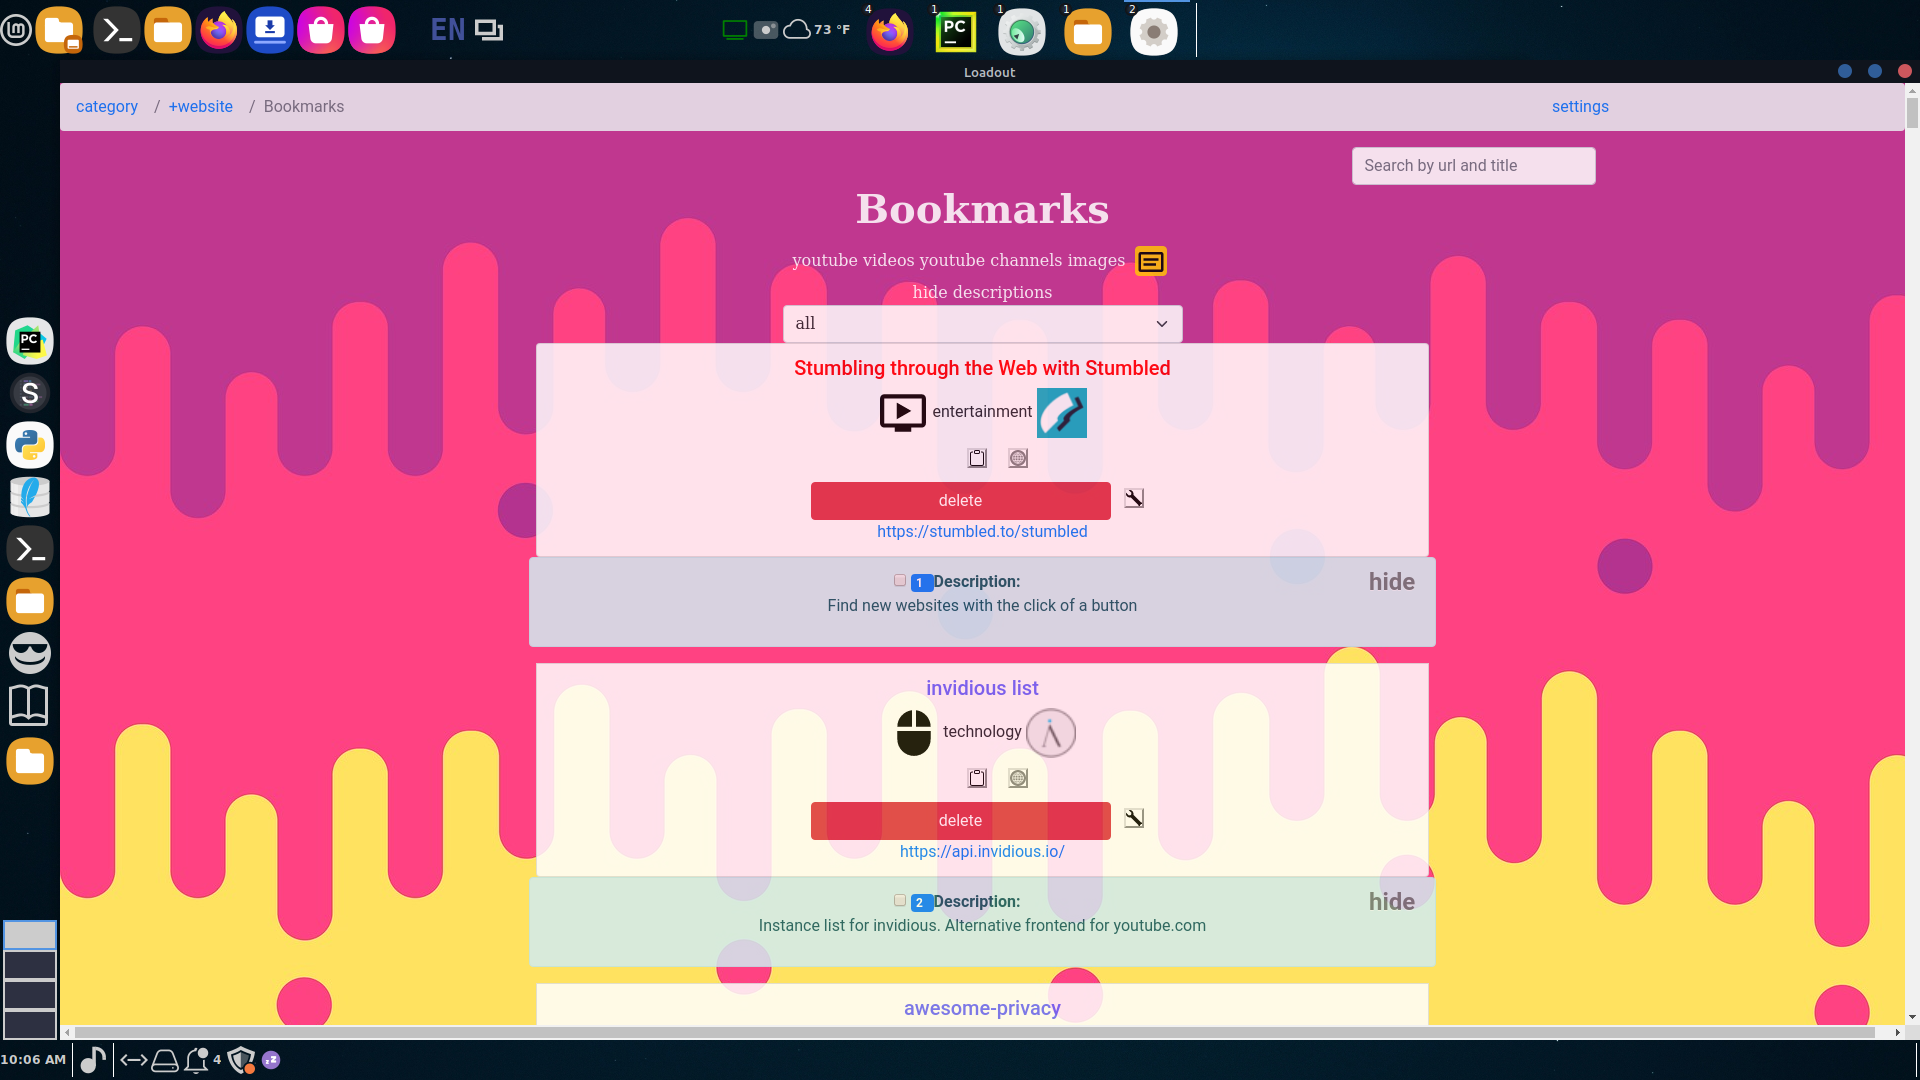 EN
73 °F
4
1
PC
1
1
2
Loadout
category / +website / Bookmarks
settings
Search by url and title
Bookmarks
youtube videos youtube channels images
hide descriptions
all
Stumbling through the Web with Stumbled
entertainment
delete
https://stumbled.to/stumbled
1 Description:
hide
Find new websites with the click of a button
invidious list
technology
delete
https://api.invidious.io/
2 Description:
hide
Instance list for invidious. Alternative frontend for youtube.com
awesome-privacy
PC
S
10:06 AM
4